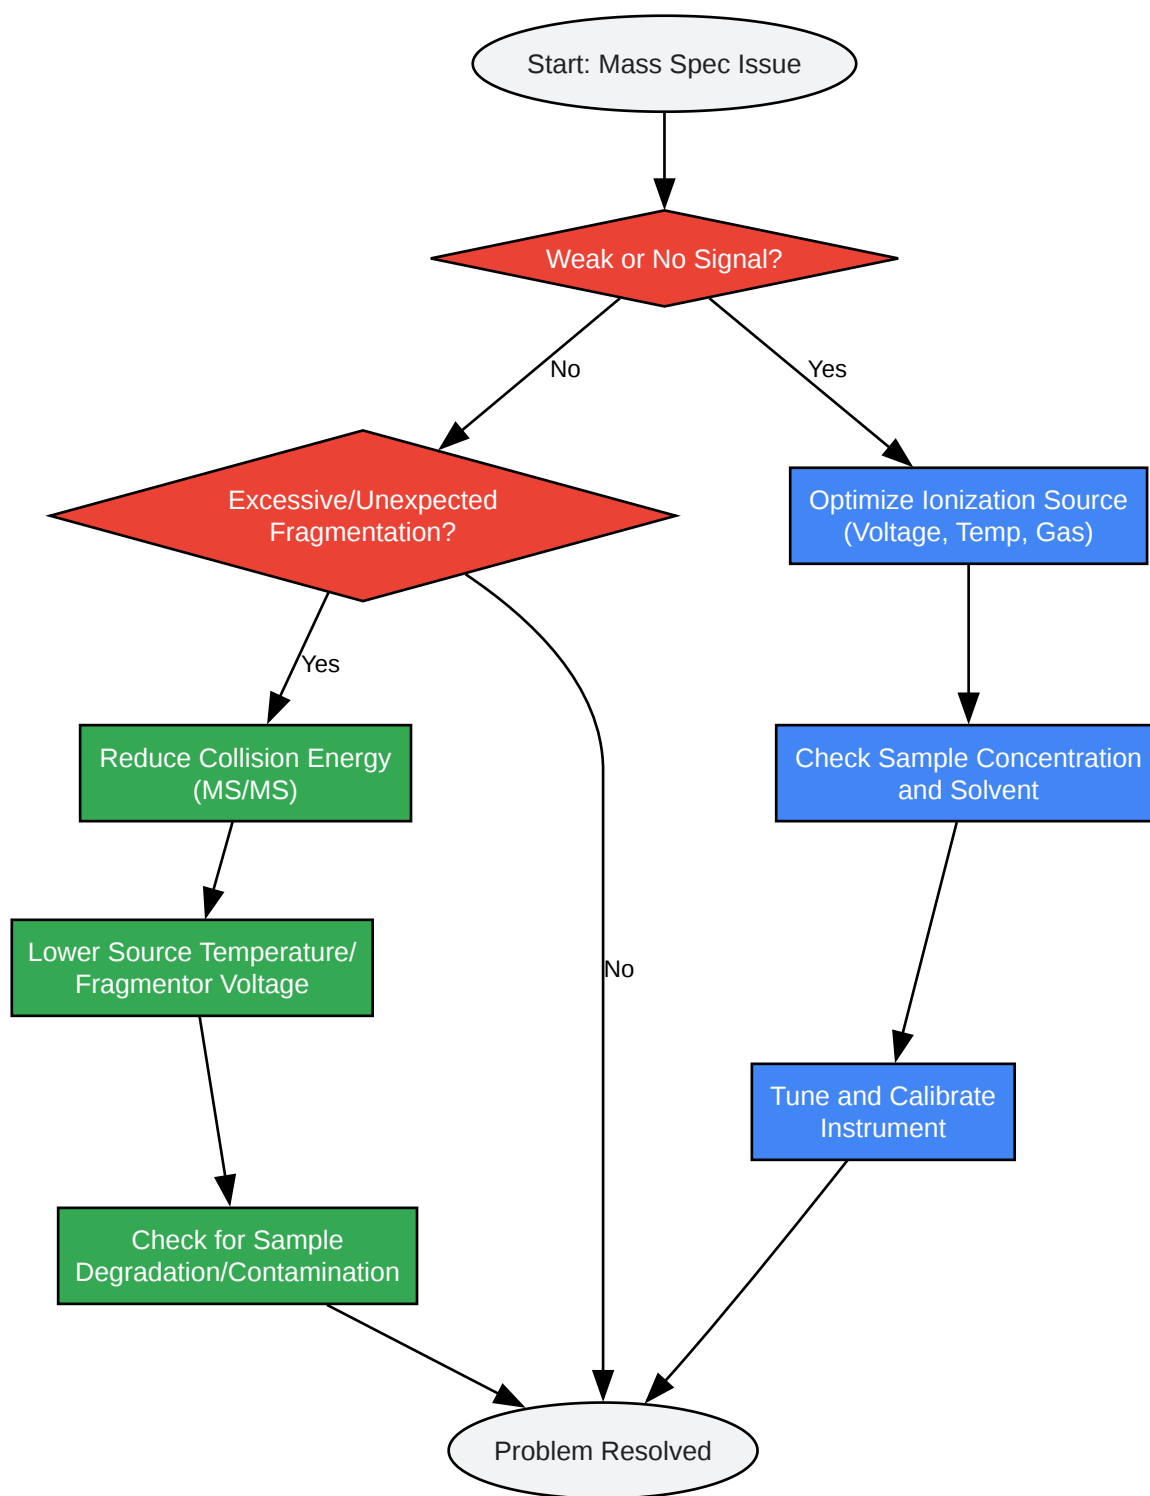 Start: Mass Spec Issue
Weak or No Signal?
No
Yes
Excessive/Unexpected
Fragmentation?
Optimize Ionization Source
(Voltage, Temp, Gas)
Yes
Reduce Collision Energy
(MS/MS)
Check Sample Concentration
and Solvent
Lower Source Temperature/
Fragmentor Voltage
No
Tune and Calibrate
Instrument
Check for Sample
Degradation/Contamination
Problem Resolved